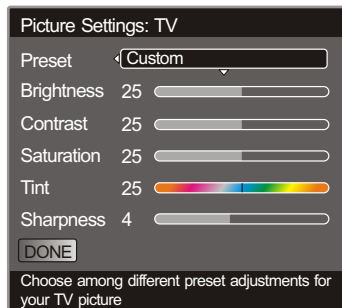 Picture Settings: TV
Preset Custom
Brightness 25
Contrast 25
Saturation 25
Tint 25
Sharpness 4
DONE
Choose among different preset adjustments for
your TV picture